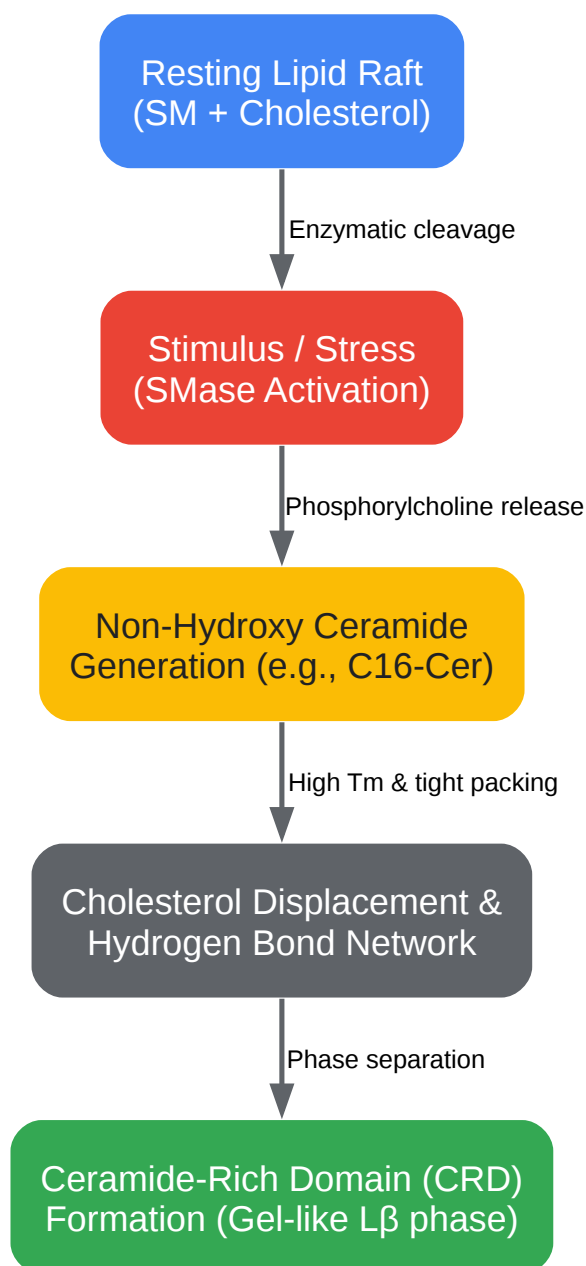 Resting Lipid Raft
(SM + Cholesterol)
Enzymatic cleavage
Stimulus / Stress
(SMase Activation)
Phosphorylcholine release
Non-Hydroxy Ceramide
Generation (e.g., C16-Cer)
High Tm & tight packing
Cholesterol Displacement &
Hydrogen Bond Network
Phase separation
Ceramide-Rich Domain (CRD)
Formation (Gel-like Lβ phase)